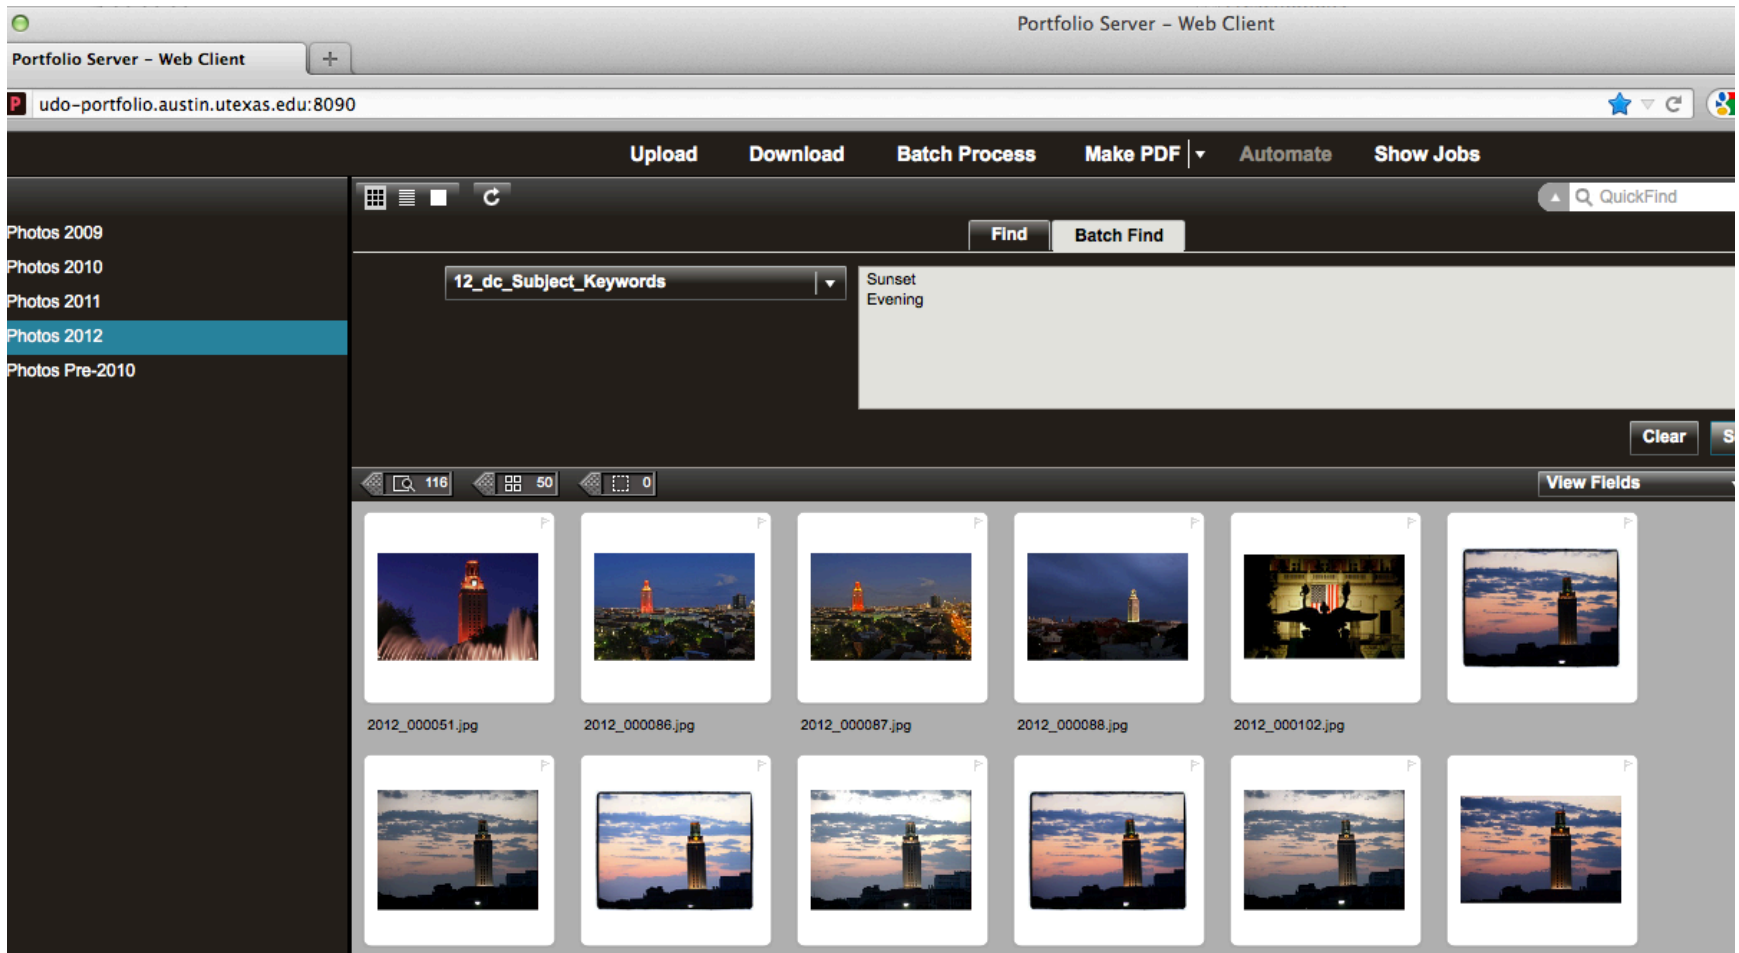 Portfolio Server – Web Client
Portfolio Server – Web Client +
P udo-portfolio.austin.utexas.edu:8090
Upload Download Batch Process Make PDF Automate Show Jobs
QuickFind
Photos 2009
Photos 2010
Photos 2011
Photos 2012
Photos Pre-2010
Find Batch Find
12_dc_Subject_Keywords
Sunset
Evening
Clear S
116 50 0 View Fields
2012_000051.jpg 2012_000086.jpg 2012_000087.jpg 2012_000088.jpg 2012_000102.jpg